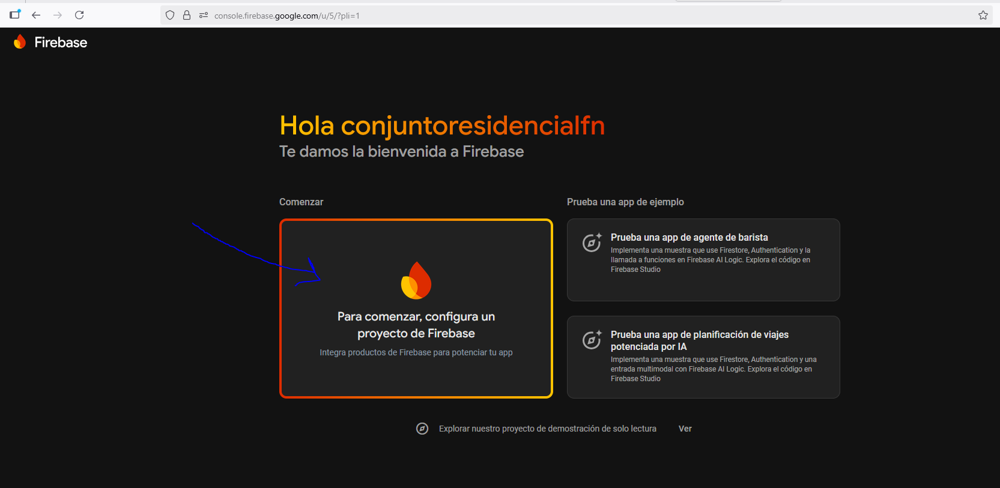 console.firebase.google.com/u/5/?pli=1
Firebase
Hola conjuntoresidencialfn
Te damos la bienvenida a Firebase
Comenzar
Para comenzar, configura un
proyecto de Firebase
Integra productos de Firebase para potenciar tu app
Prueba una app de ejemplo
Prueba una app de agente de barista
Implementa una muestra que use Firestore, Authentication y la
llamada a funciones en Firebase AI Logic. Explora el código en
Firebase Studio
Prueba una app de planificación de viajes
potenciada por IA
Implementa una muestra que use Firestore, Authentication y una
entrada multimodal con Firebase AI Logic. Explora el código en
Firebase Studio
Explorar nuestro proyecto de demostración de solo lectura
Ver